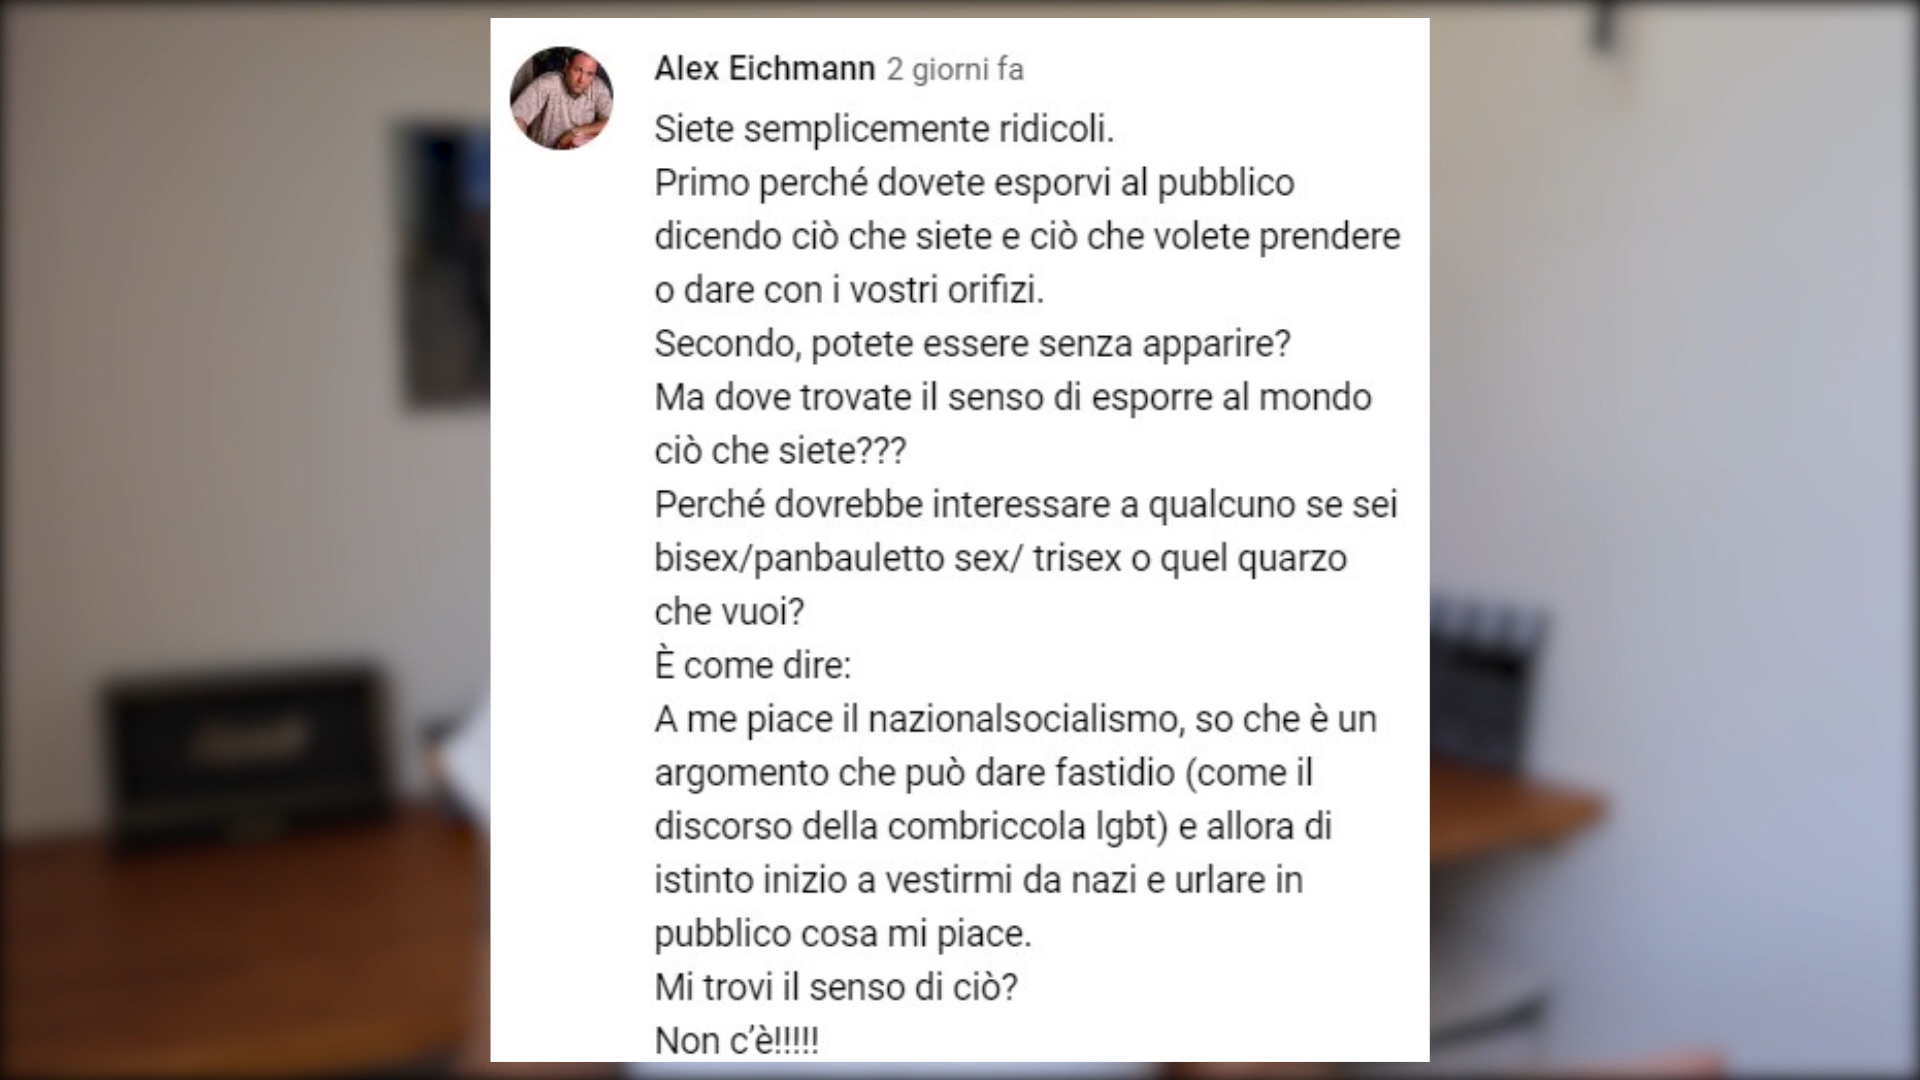 Alex Eichmann 2 giorni fa
Siete semplicemente ridicoli.
Primo perché dovete esporvi al pubblico
dicendo ciò che siete e ciò che volete prendere
o dare con i vostri orifizi.
Secondo, potete essere senza apparire?
Ma dove trovate il senso di esporre al mondo
ciò che siete???
Perché dovrebbe interessare a qualcuno se sei
bisex/panbauletto sex/ trisex o quel quarzo
che vuoi?
È come dire:
A me piace il nazionalsocialismo, so che è un
argomento che può dare fastidio (come il
discorso della combriccola lgbt) e allora di
istinto inizio a vestirmi da nazi e urlare in
pubblico cosa mi piace.
Mi trovi il senso di ciò?
Non c’è!!!!!